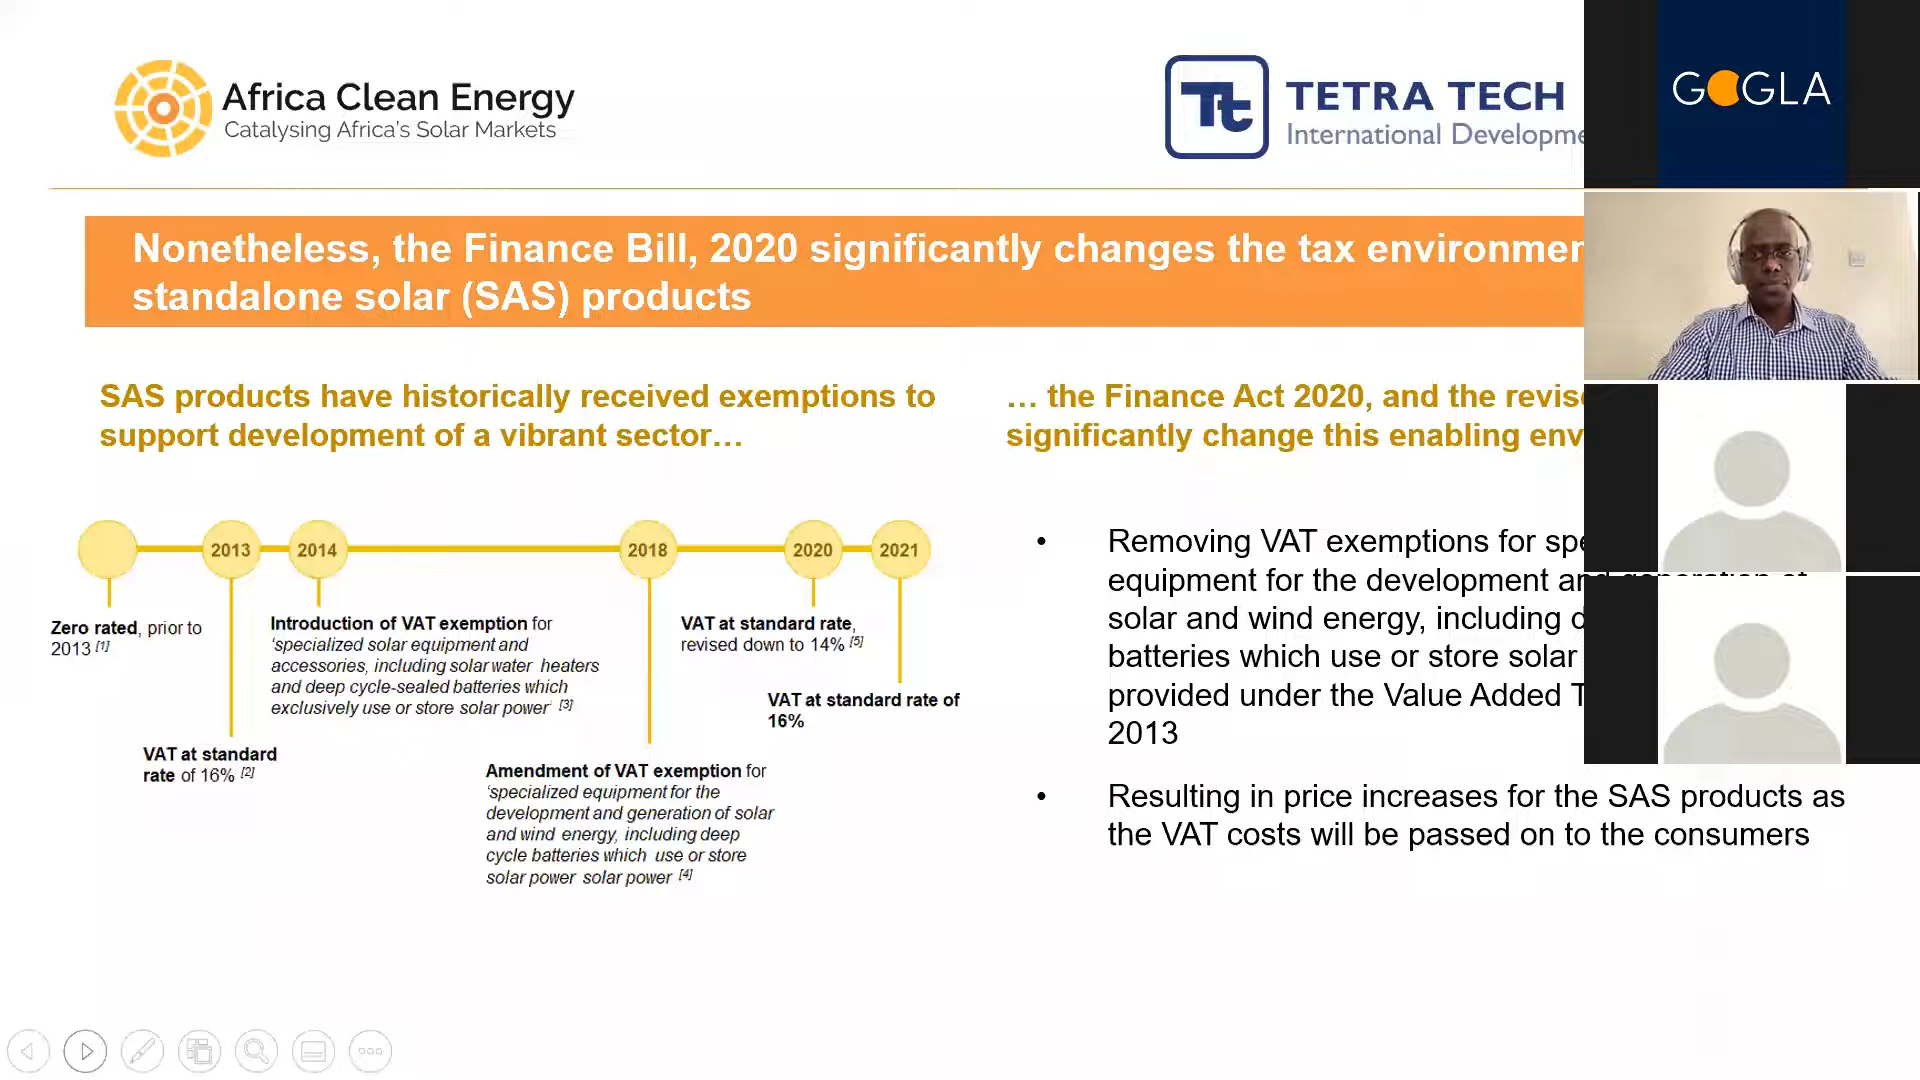 Africa Clean Energy
Catalysing Africa's Solar Markets
TETRA TECH
International Developme
GOGLA
Nonetheless, the Finance Bill, 2020 significantly changes the tax environmen
standalone solar (SAS) products
SAS products have historically received exemptions to
support development of a vibrant sector…
2013
2014
2018
2020
2021
Zero rated, prior to
2013 [1]
VAT at standard
rate of 16% [2]
Introduction of VAT exemption for
'specialized solar equipment and
accessories, including solar water heaters
and deep cycle-sealed batteries which
exclusively use or store solar power' [3]
Amendment of VAT exemption for
'specialized equipment for the
development and generation of solar
and wind energy, including deep
cycle batteries which use or store
solar power solar power [4]
VAT at standard rate,
revised down to 14% [5]
VAT at standard rate of
16%
… the Finance Act 2020, and the revis
significantly change this enabling env
• Removing VAT exemptions for spe
equipment for the development and generation of
solar and wind energy, including d
batteries which use or store solar
provided under the Value Added T
2013
• Resulting in price increases for the SAS products as
the VAT costs will be passed on to the consumers